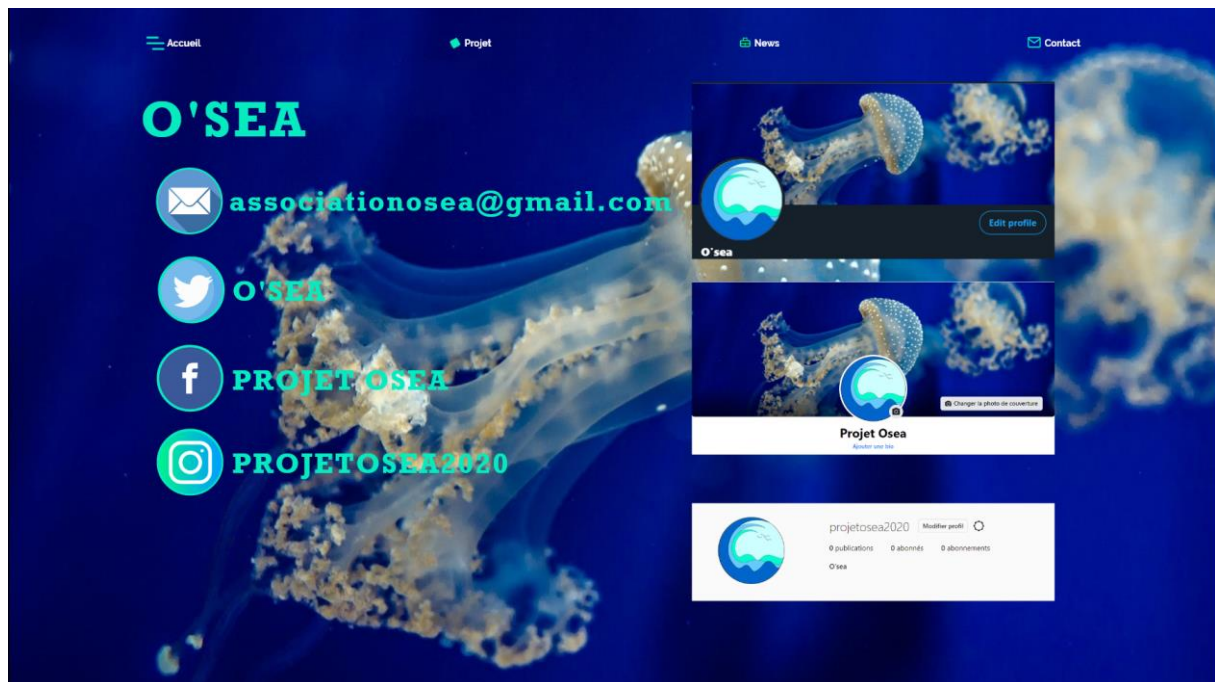 Accueil
Projet
News
Contact
O'SEA
associationosea@gmail.com
O'SEA
PROJET OSEA
PROJETOSEA2020
Edit profile
O'sea
Changer la photo de couverture
Projet Osea
Ajouter une bio
projetosea2020 Modifier profil
0 publications 0 abonnés 0 abonnements
O'sea